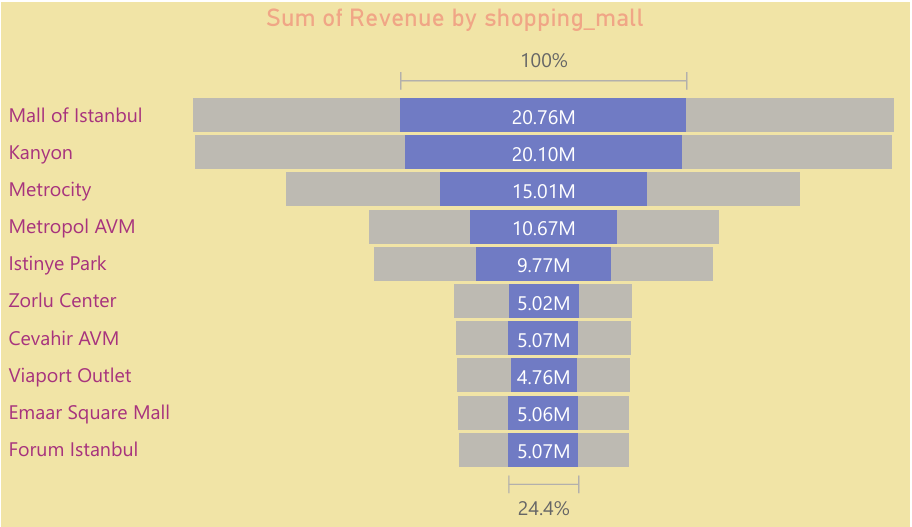 Sum of Revenue by shopping_mall
100%
Mall of Istanbul 20.76M
Kanyon 20.10M
Metrocity 15.01M
Metropol AVM 10.67M
Istinye Park 9.77M
Zorlu Center 5.02M
Cevahir AVM 5.07M
Viaport Outlet 4.76M
Emaar Square Mall 5.06M
Forum Istanbul 5.07M
24.4%